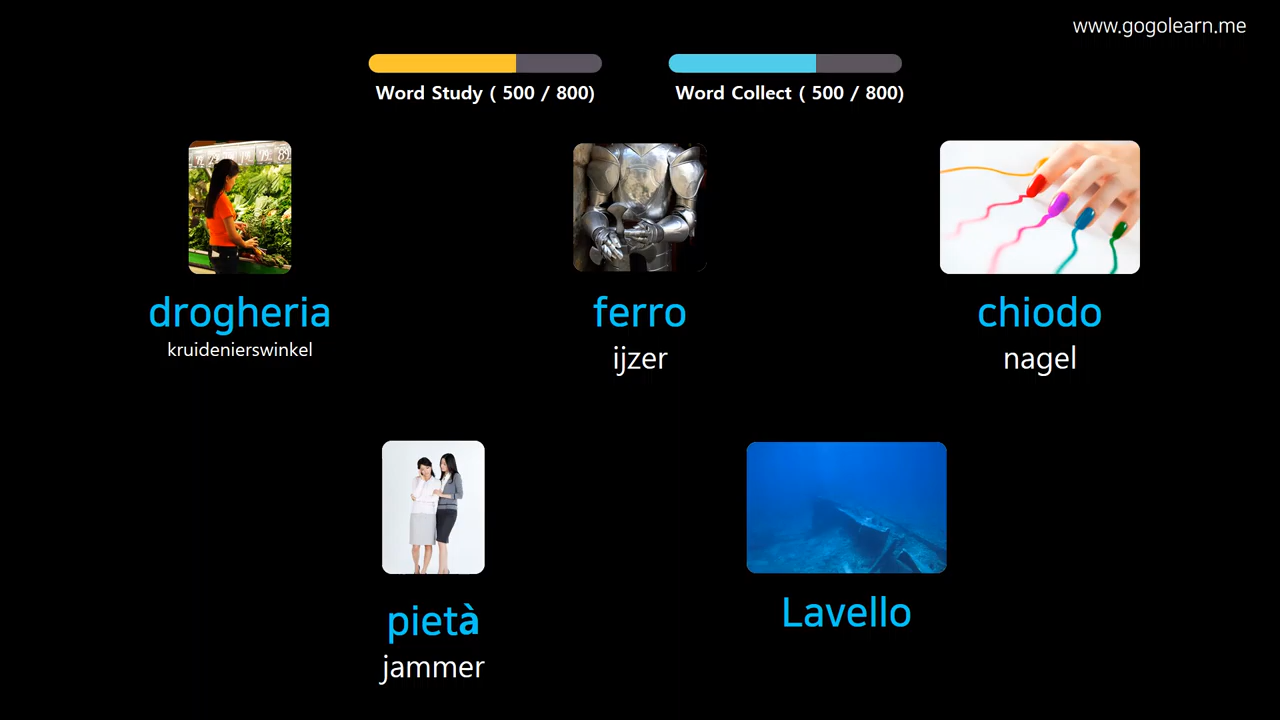 www.gogolearn.me
Word Study ( 500 / 800)
Word Collect ( 500 / 800)
drogheria
kruidenierswinkel
ferro
ijzer
chiodo
nagel
pietà
jammer
Lavello